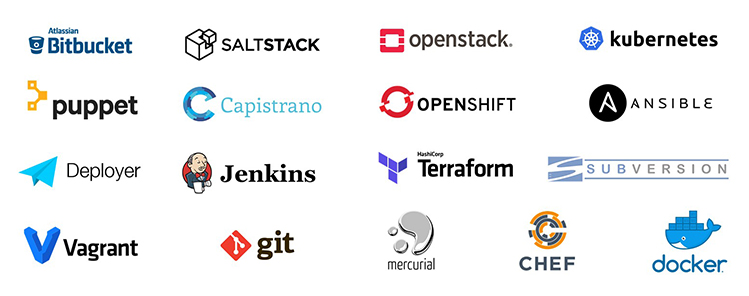 Atlassian
Bitbucket
SALTSTACK
openstack®
kubernetes
puppet
Capistrano
OPENSHIFT
A ANSIBLE
Deployer
Jenkins
HashiCorp
Terraform
SUBVERSION
Vagrant
git
mercurial
CHEF
docker